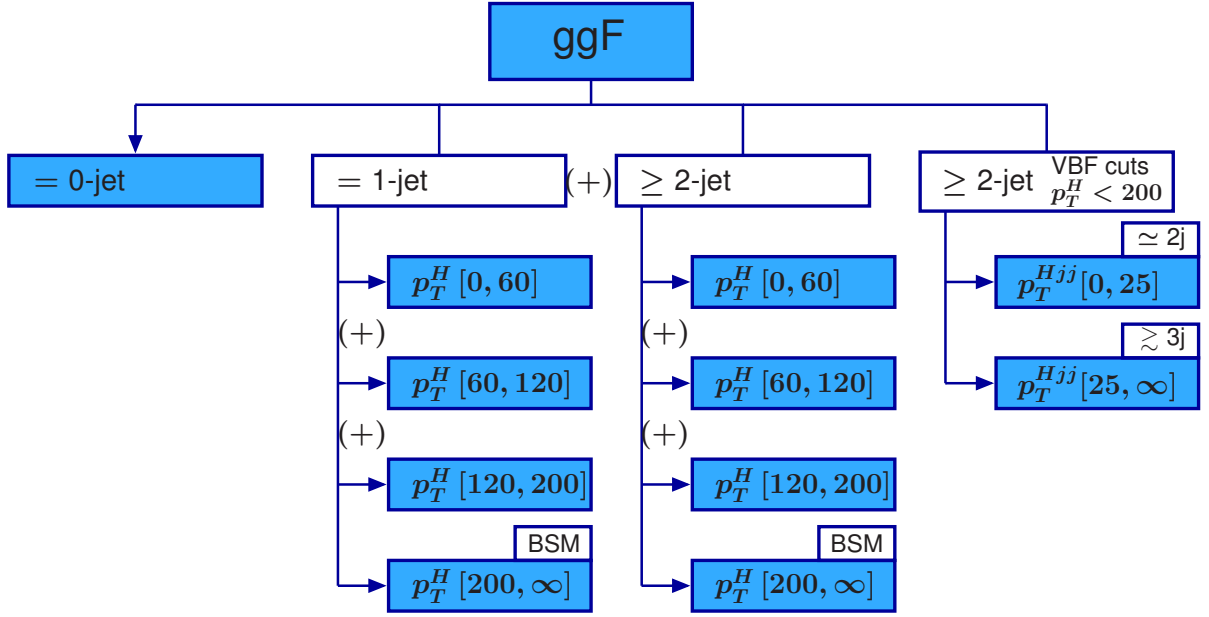 ggF
= 0-jet
= 1-jet
(+)
≥ 2-jet
≥ 2-jet VBF cuts
p_T^H < 200
p_T^H [0, 60]
(+)
p_T^H [60, 120]
(+)
p_T^H [120, 200]
BSM
p_T^H [200, ∞]
p_T^H [0, 60]
(+)
p_T^H [60, 120]
(+)
p_T^H [120, 200]
BSM
p_T^H [200, ∞]
≃ 2j
p_T^{Hjj} [0, 25]
≳ 3j
p_T^{Hjj} [25, ∞]